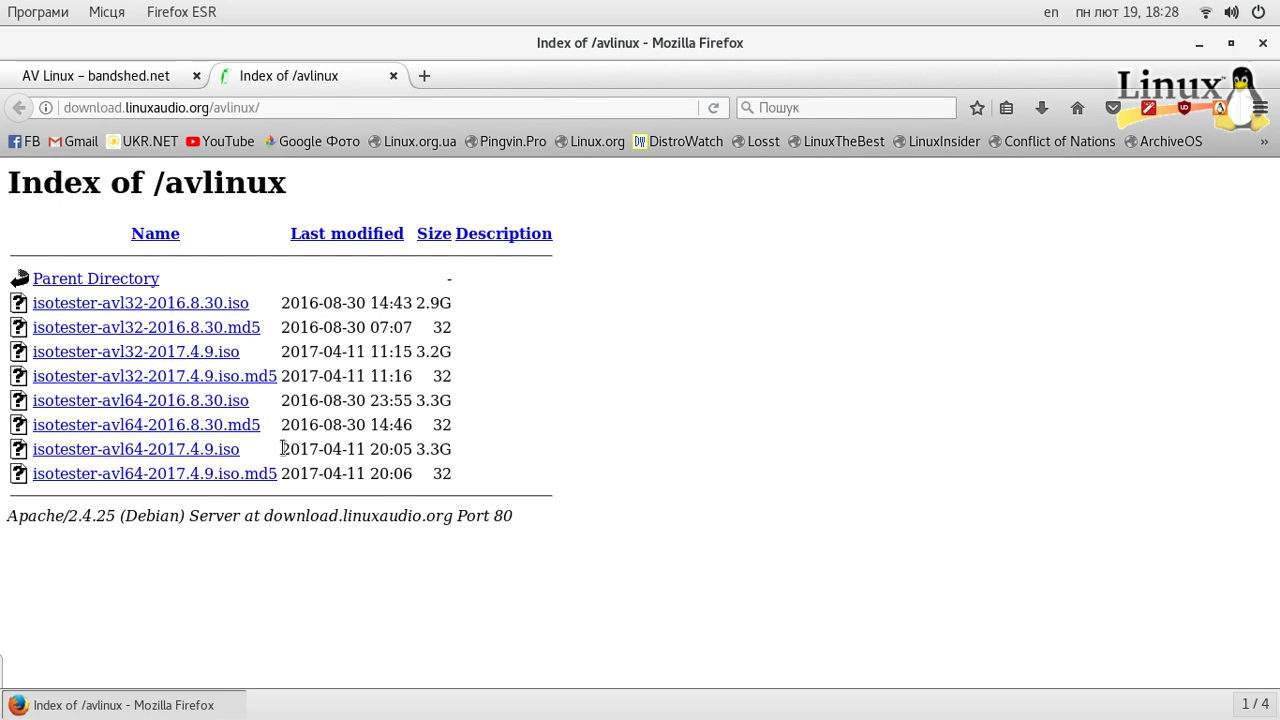 Програми Місця Firefox ESR en пн лют 19, 18:28
Index of /avlinux - Mozilla Firefox
AV Linux – bandshed.net × Index of /avlinux × +
Linux™
download.linuxaudio.org/avlinux/ Пошук
FB Gmail UKR.NET YouTube Google Фото Linux.org.ua Pingvin.Pro Linux.org DistroWatch Losst LinuxTheBest LinuxInsider Conflict of Nations ArchiveOS »
Index of /avlinux
Name Last modified Size Description
Parent Directory -
isotester-avl32-2016.8.30.iso 2016-08-30 14:43 2.9G
isotester-avl32-2016.8.30.md5 2016-08-30 07:07 32
isotester-avl32-2017.4.9.iso 2017-04-11 11:15 3.2G
isotester-avl32-2017.4.9.iso.md5 2017-04-11 11:16 32
isotester-avl64-2016.8.30.iso 2016-08-30 23:55 3.3G
isotester-avl64-2016.8.30.md5 2016-08-30 14:46 32
isotester-avl64-2017.4.9.iso 2017-04-11 20:05 3.3G
isotester-avl64-2017.4.9.iso.md5 2017-04-11 20:06 32
Apache/2.4.25 (Debian) Server at download.linuxaudio.org Port 80
Index of /avlinux - Mozilla Firefox 1 / 4